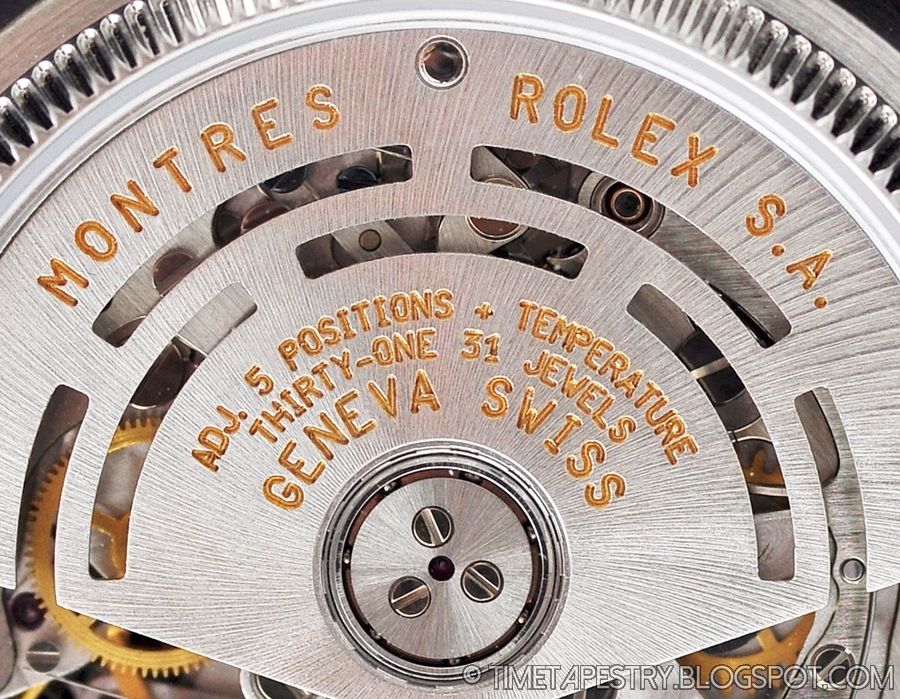 MONTRES ROLEX S.A.
ADJ. 5 POSITIONS + TEMPERATURE
THIRTY-ONE 31 JEWELS
GENEVA SWISS
© TIMETAPESTRY.BLOGSPOT.COM